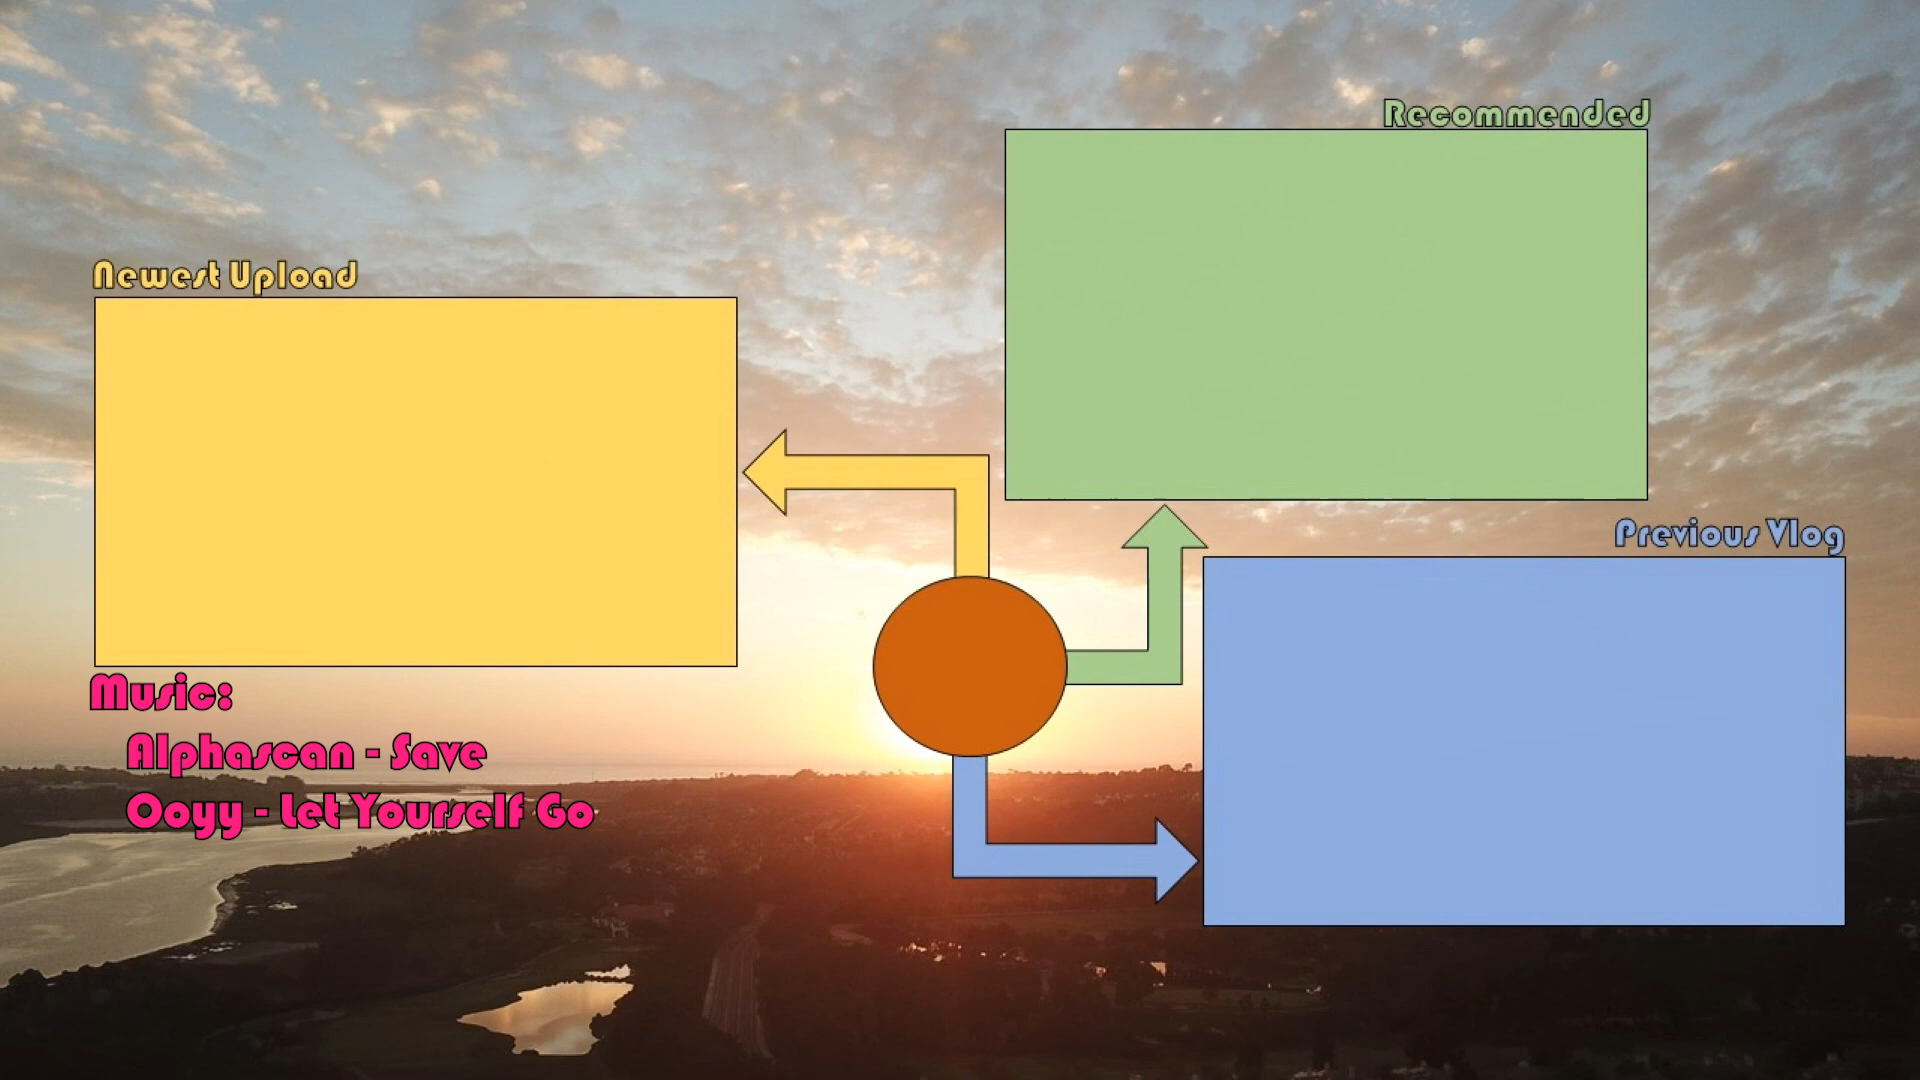 Recommended
Newest Upload
Previous Vlog
Music:
Alphascan - Save
Ooyy - Let Yourself Go